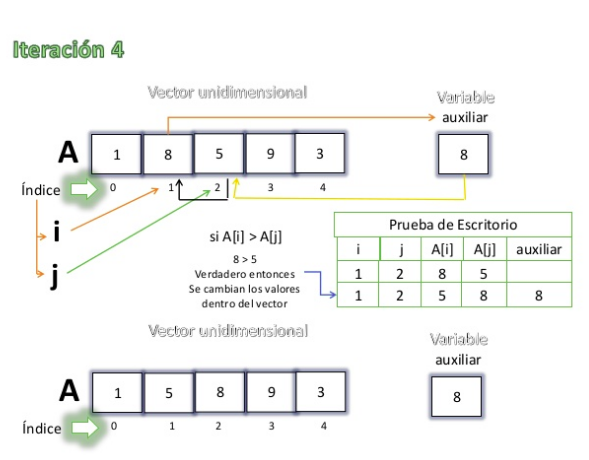 Iteración 4
Vector unidimensional
Variable
auxiliar
A 1 8 5 9 3 8
Índice 0 1 2 3 4
i
j
si A[i] > A[j]
8 > 5
Verdadero entonces
Se cambian los valores
dentro del vector
Prueba de Escritorio
i j A[i] A[j] auxiliar
1 2 8 5
1 2 5 8 8
Vector unidimensional
Variable
auxiliar
A 1 5 8 9 3 8
Índice 0 1 2 3 4